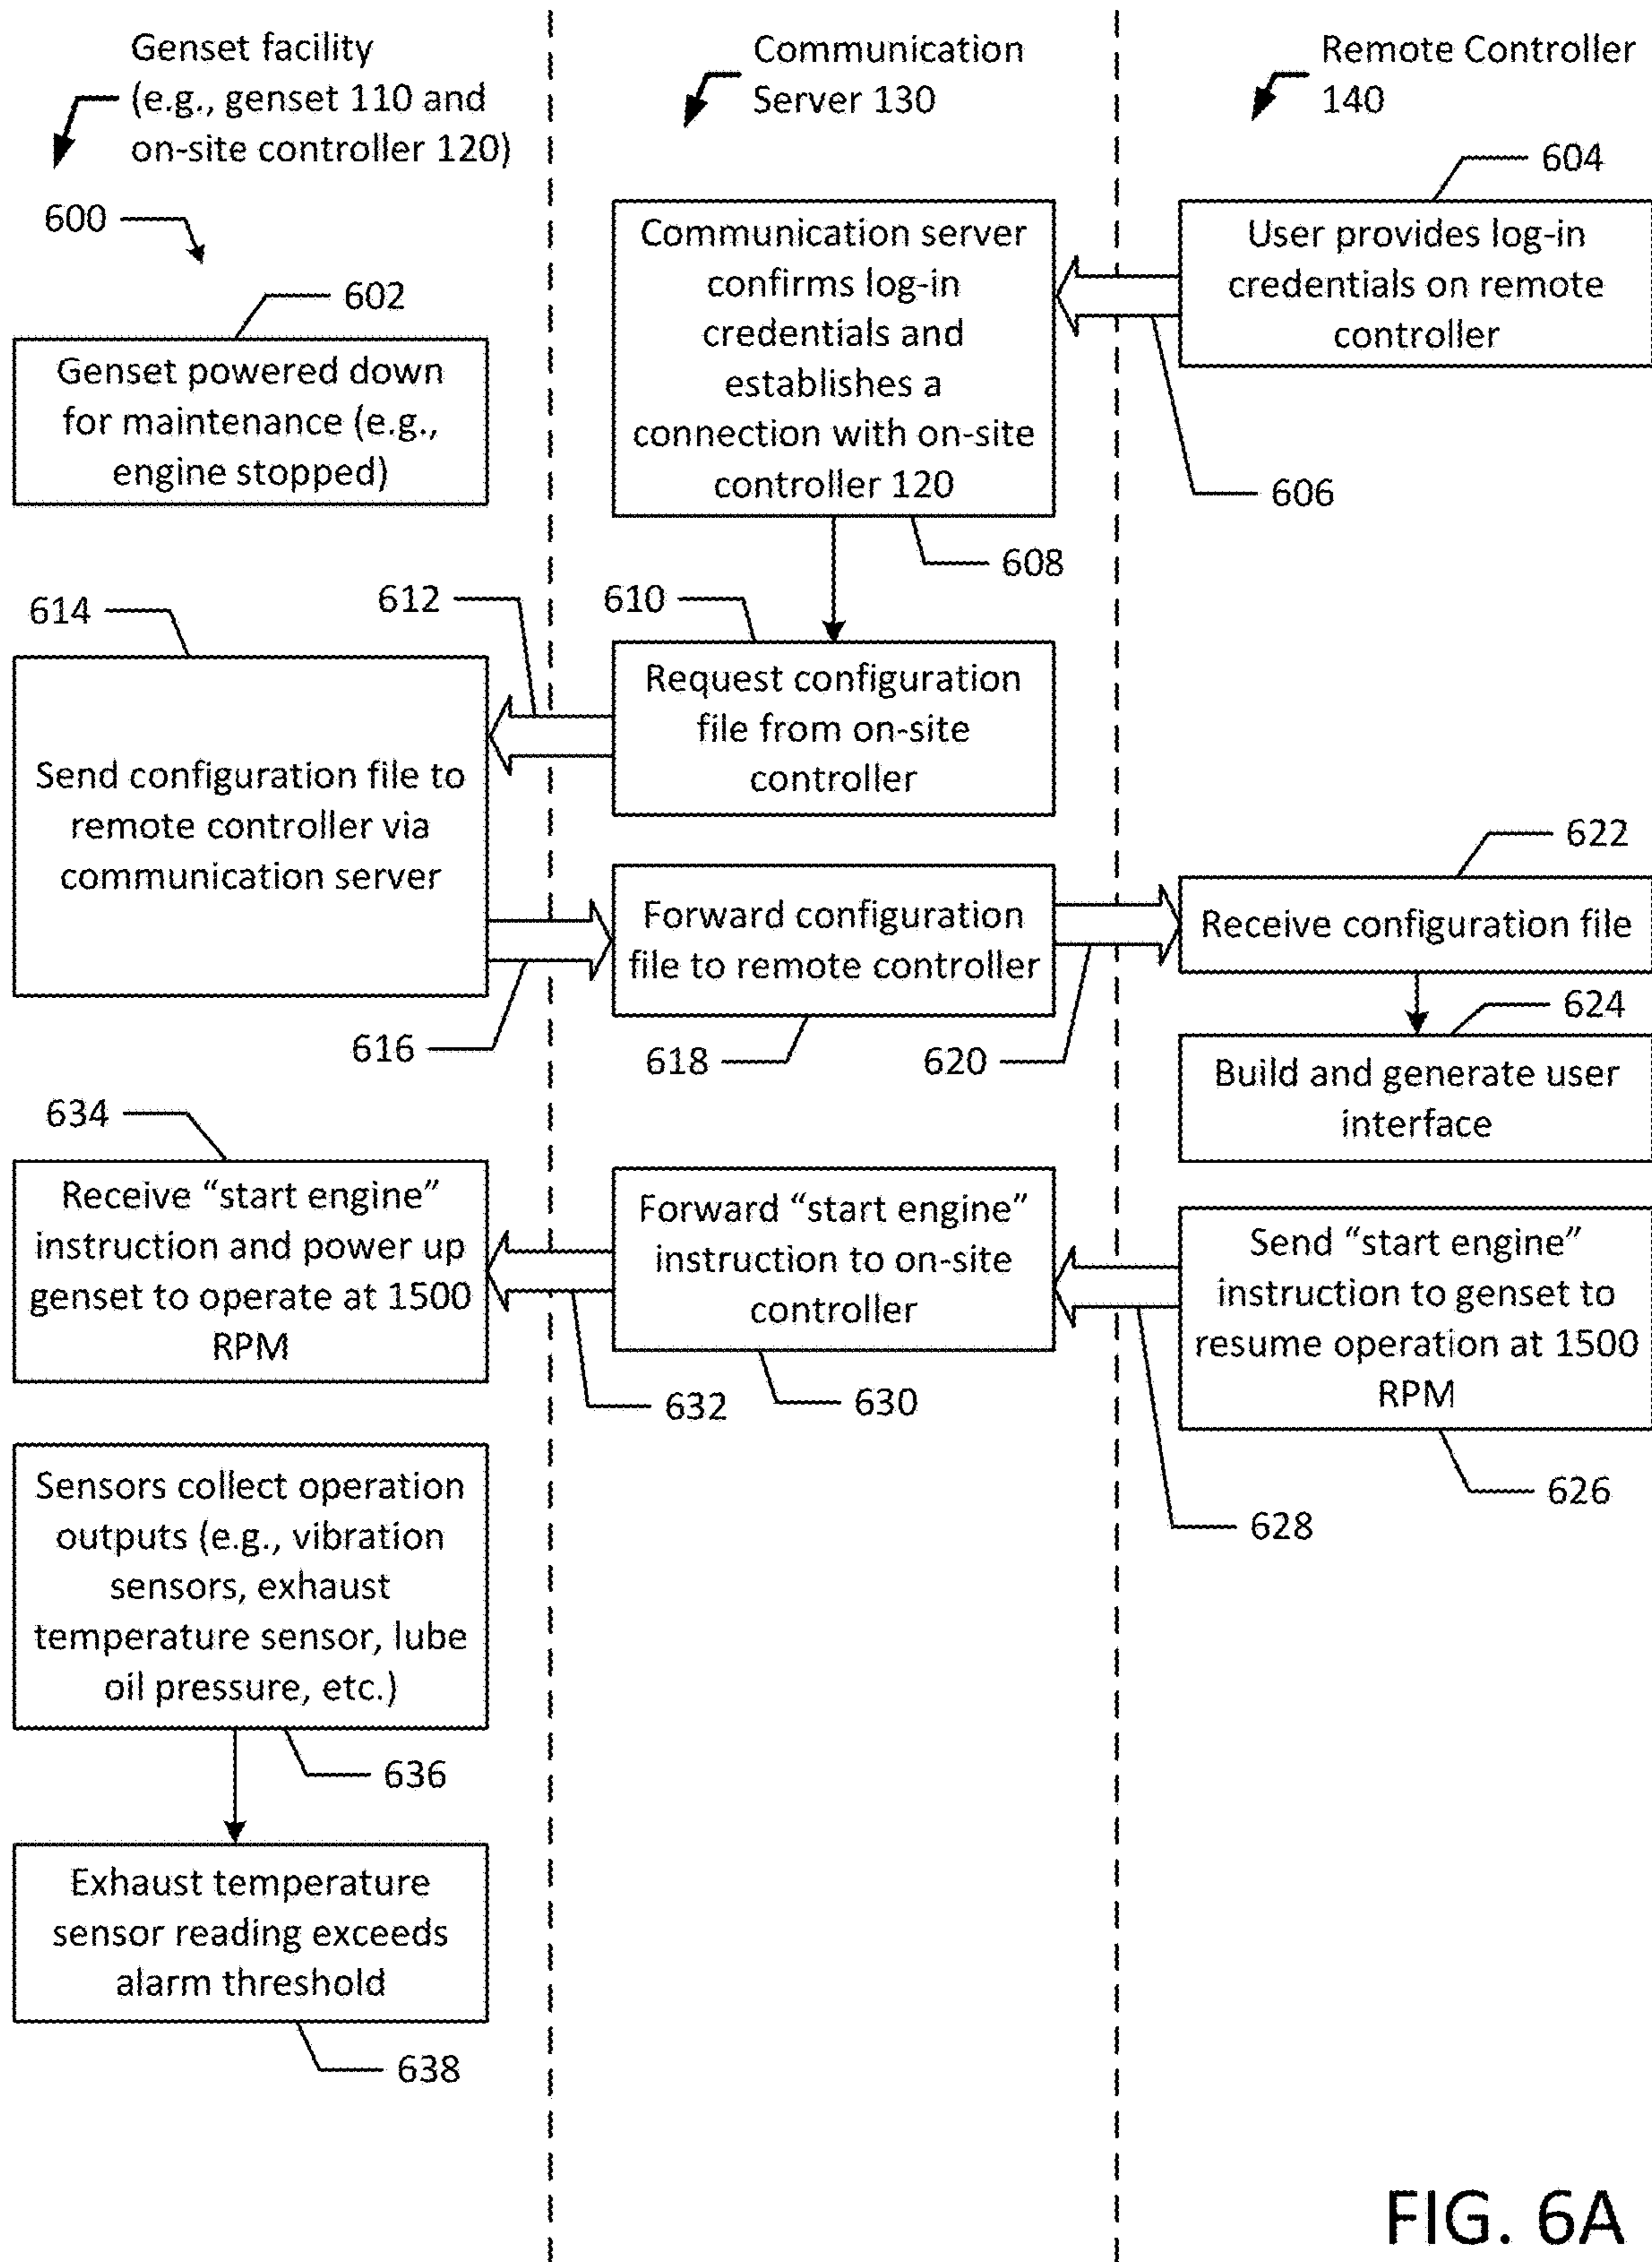 Genset facility
(e.g., genset 110 and
on-site controller 120)
Communication
Server 130
Remote Controller
140
600
602
Genset powered down
for maintenance (e.g.,
engine stopped)
Communication server
confirms log-in
credentials and
establishes a
connection with on-site
controller 120
608
604
User provides log-in
credentials on remote
controller
606
614
612
610
Request configuration
file from on-site
controller
Send configuration file to
remote controller via
communication server
616
Forward configuration
file to remote controller
618
620
622
Receive configuration file
624
Build and generate user
interface
634
Receive “start engine”
instruction and power up
genset to operate at 1500
RPM
Forward “start engine”
instruction to on-site
controller
632
630
Send “start engine”
instruction to genset to
resume operation at 1500
RPM
626
628
Sensors collect operation
outputs (e.g., vibration
sensors, exhaust
temperature sensor, lube
oil pressure, etc.)
636
Exhaust temperature
sensor reading exceeds
alarm threshold
638
FIG. 6A